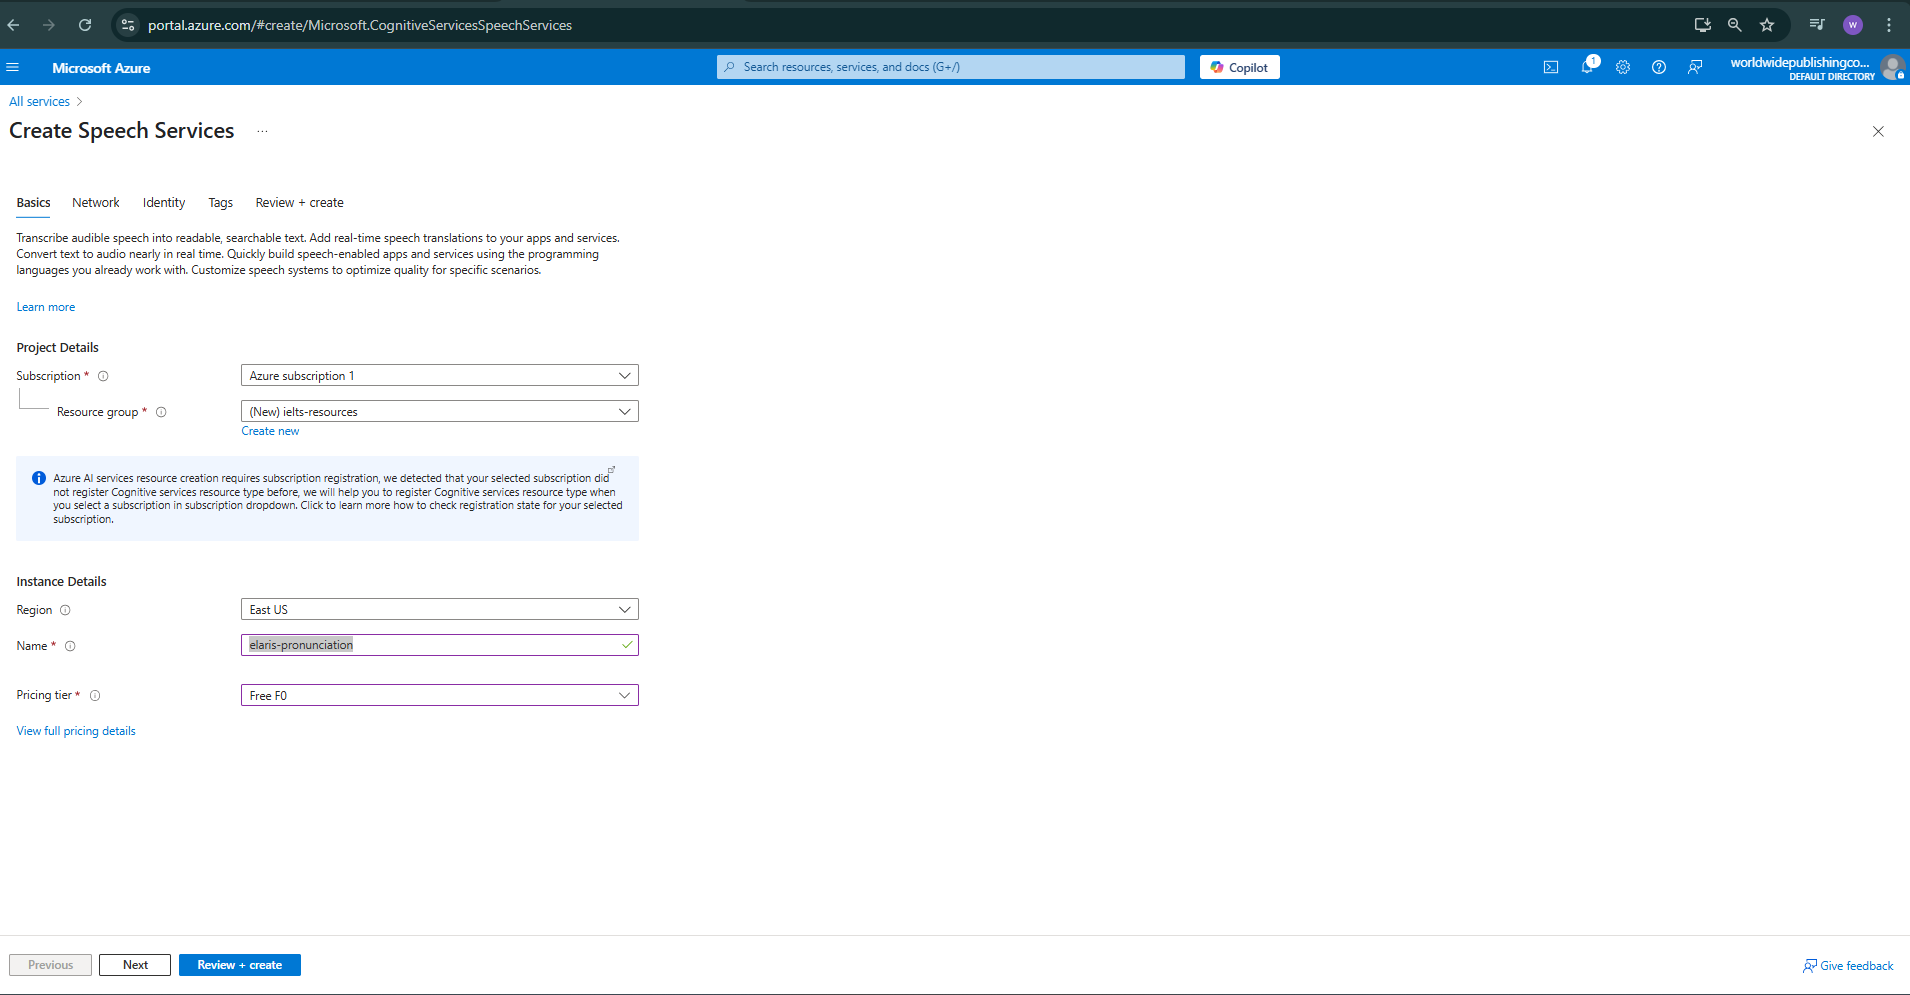 portal.azure.com/#create/Microsoft.CognitiveServicesSpeechServices
W
Microsoft Azure
Search resources, services, and docs (G+/)
Copilot
1
worldwidepublishingco...
DEFAULT DIRECTORY
All services
Create Speech Services ...
Basics Network Identity Tags Review + create
Transcribe audible speech into readable, searchable text. Add real-time speech translations to your apps and services.
Convert text to audio nearly in real time. Quickly build speech-enabled apps and services using the programming
languages you already work with. Customize speech systems to optimize quality for specific scenarios.
Learn more
Project Details
Subscription * Azure subscription 1
Resource group * (New) ielts-resources
Create new
Azure AI services resource creation requires subscription registration, we detected that your selected subscription did
not register Cognitive services resource type before, we will help you to register Cognitive services resource type when
you select a subscription in subscription dropdown. Click to learn more how to check registration state for your selected
subscription.
Instance Details
Region East US
Name * elaris-pronunciation
Pricing tier * Free F0
View full pricing details
Previous Next Review + create
Give feedback